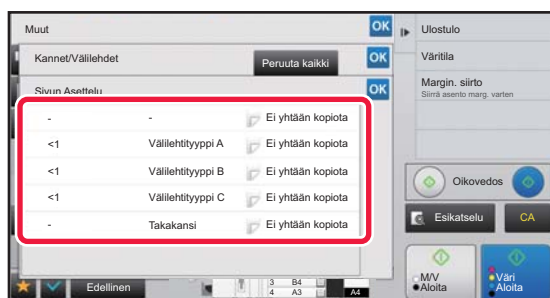 Muut
OK
Kannet/Välilehdet
Peruuta kaikki
OK
Sivun Asettelu
OK
- - Ei yhtään kopiota
<1 Välilehtityyppi A Ei yhtään kopiota
<1 Välilehtityyppi B Ei yhtään kopiota
<1 Välilehtityyppi C Ei yhtään kopiota
- Takakansi Ei yhtään kopiota
Edellinen
3 B4
4 A3
A4
Ulostulo
Väritila
Margin. siirto
Siirrä asento marg. varten
Oikovedos
Esikatselu
CA
M/V
Aloita
Väri
Aloita